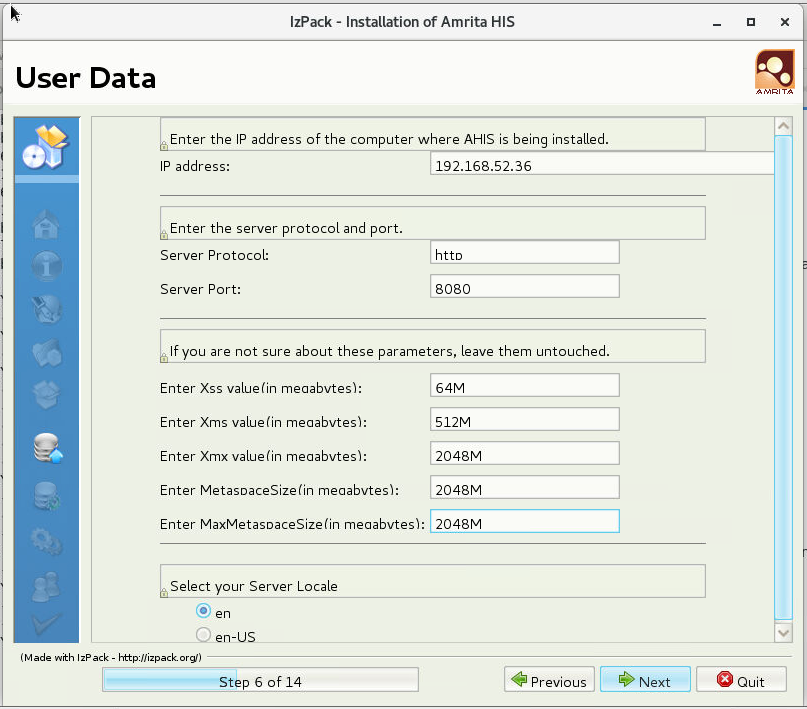 IzPack - Installation of Amrita HIS
User Data
AMRITA
Enter the IP address of the computer where AHIS is being installed.
IP address: 192.168.52.36
Enter the server protocol and port.
Server Protocol: http
Server Port: 8080
If you are not sure about these parameters, leave them untouched.
Enter Xss value(in megabytes): 64M
Enter Xms value(in megabytes): 512M
Enter Xmx value(in megabytes): 2048M
Enter MetaspaceSize(in megabytes): 2048M
Enter MaxMetaspaceSize(in megabytes): 2048M
Select your Server Locale
en
en-US
(Made with IzPack - http://izpack.org/)
Step 6 of 14
Previous Next Quit